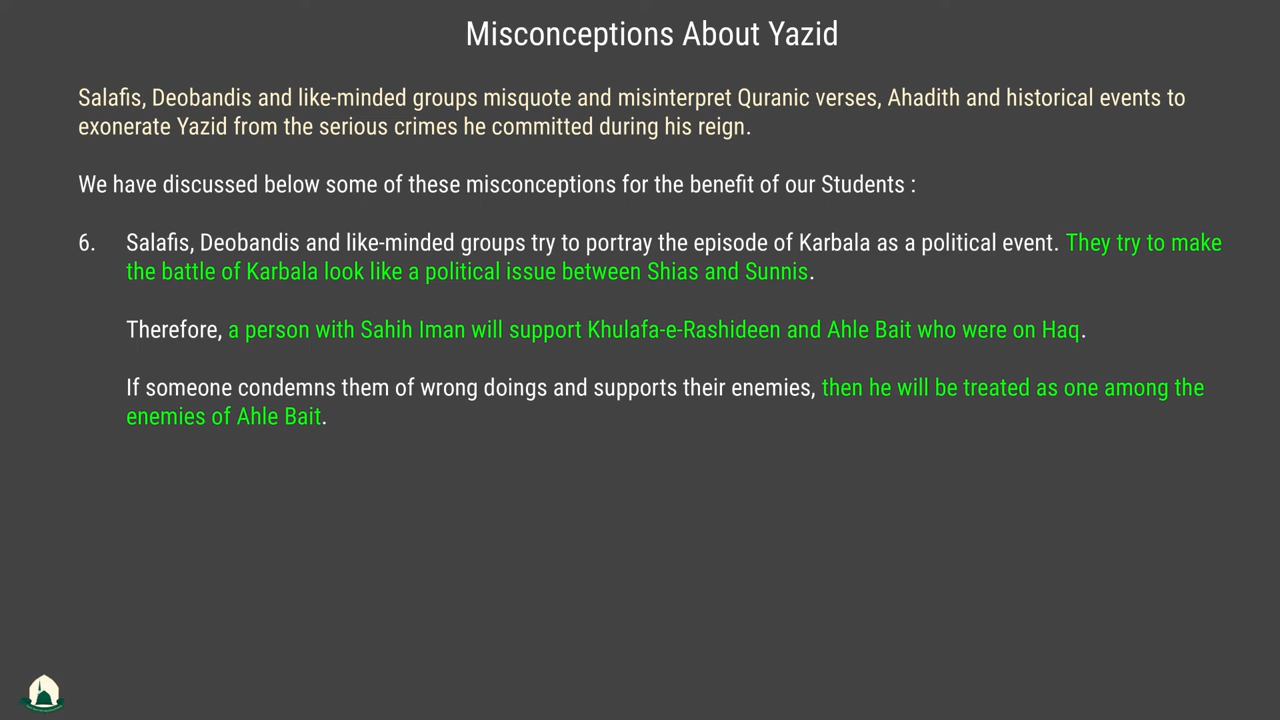 Misconceptions About Yazid
Salafis, Deobandis and like-minded groups misquote and misinterpret Quranic verses, Ahadith and historical events to
exonerate Yazid from the serious crimes he committed during his reign.
We have discussed below some of these misconceptions for the benefit of our Students :
6. Salafis, Deobandis and like-minded groups try to portray the episode of Karbala as a political event. They try to make
the battle of Karbala look like a political issue between Shias and Sunnis.
Therefore, a person with Sahih Iman will support Khulafa-e-Rashideen and Ahle Bait who were on Haq.
If someone condemns them of wrong doings and supports their enemies, then he will be treated as one among the
enemies of Ahle Bait.